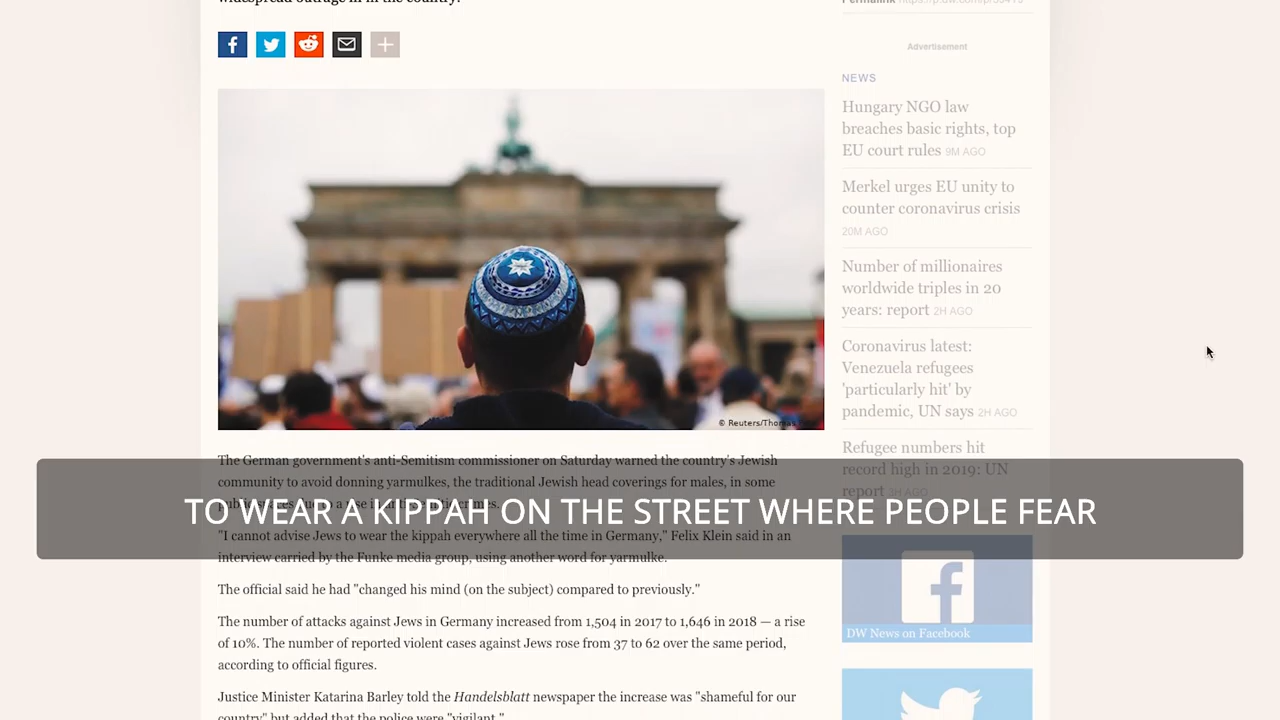 widespread outrage in in the country.
Permalink https://p.dw.com/p/
Advertisement
NEWS
Hungary NGO law
breaches basic rights, top
EU court rules 9M AGO
Merkel urges EU unity to
counter coronavirus crisis
20M AGO
Number of millionaires
worldwide triples in 20
years: report 2H AGO
Coronavirus latest:
Venezuela refugees
'particularly hit' by
pandemic, UN says 2H AGO
Refugee numbers hit
record high in 2019: UN
report 3H AGO
DW News on Facebook
© Reuters/Thomas
The German government's anti-Semitism commissioner on Saturday warned the country's Jewish
community to avoid donning yarmulkes, the traditional Jewish head coverings for males, in some
TO WEAR A KIPPAH ON THE STREET WHERE PEOPLE FEAR
"I cannot advise Jews to wear the kippah everywhere all the time in Germany," Felix Klein said in an
interview carried by the Funke media group, using another word for yarmulke.
The official said he had "changed his mind (on the subject) compared to previously."
The number of attacks against Jews in Germany increased from 1,504 in 2017 to 1,646 in 2018 — a rise
of 10%. The number of reported violent cases against Jews rose from 37 to 62 over the same period,
according to official figures.
Justice Minister Katarina Barley told the Handelsblatt newspaper the increase was "shameful for our
country" but added that the police were "vigilant."